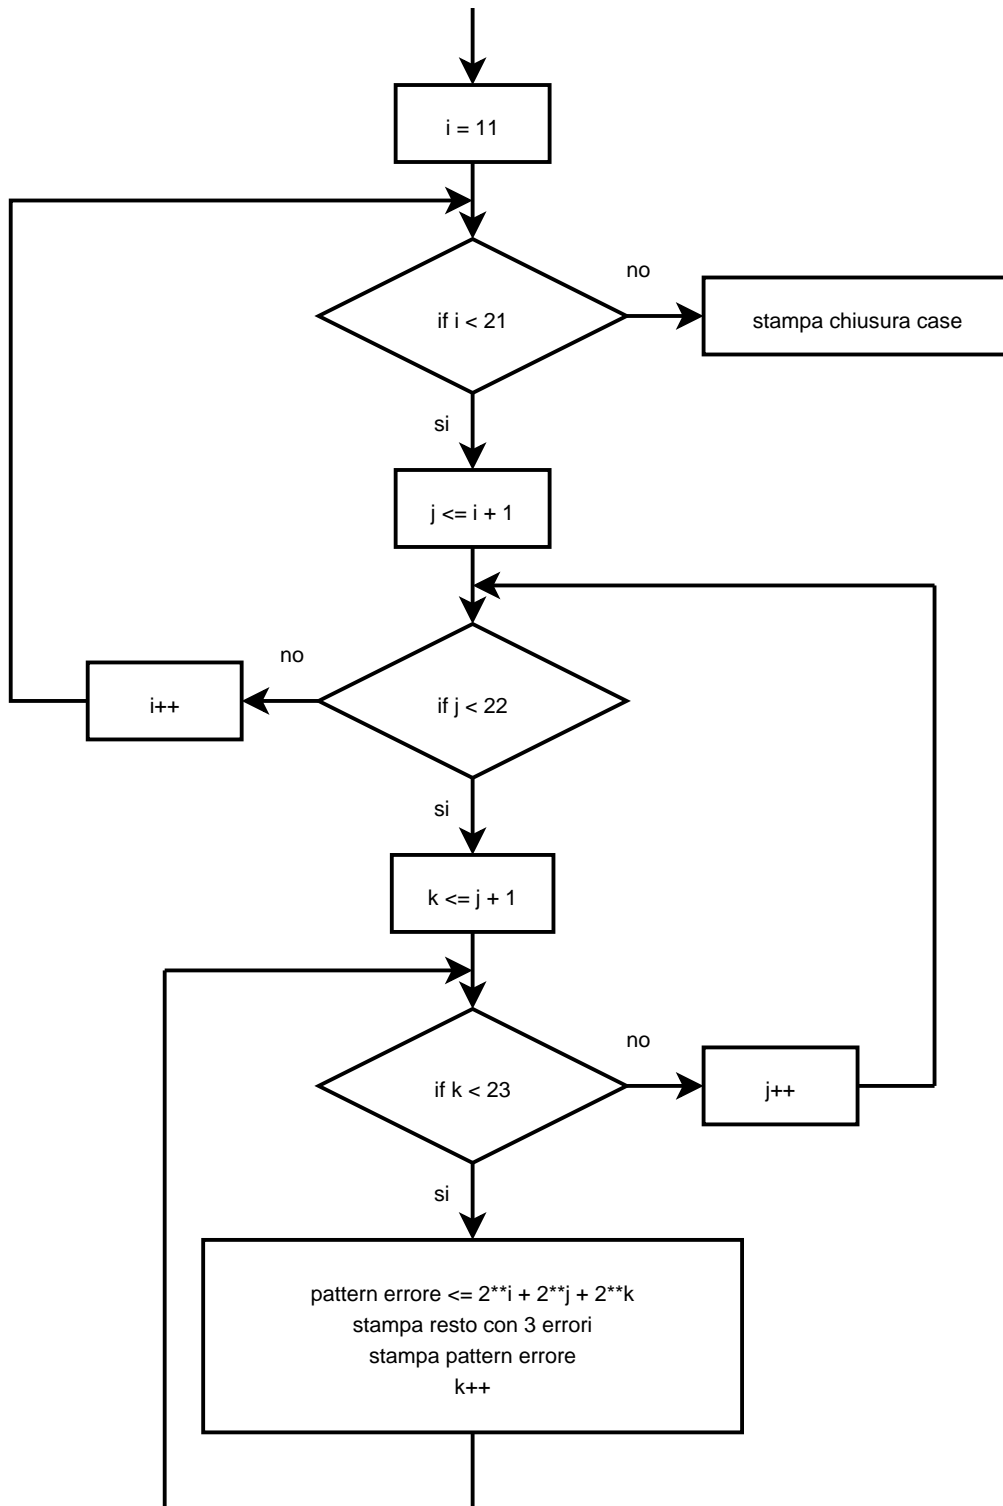 i = 11
if i < 21
no
stampa chiusura case
si
j <= i + 1
no
i++
if j < 22
si
k <= j + 1
if k < 23
no
j++
si
pattern errore <= 2**i + 2**j + 2**k
stampa resto con 3 errori
stampa pattern errore
k++